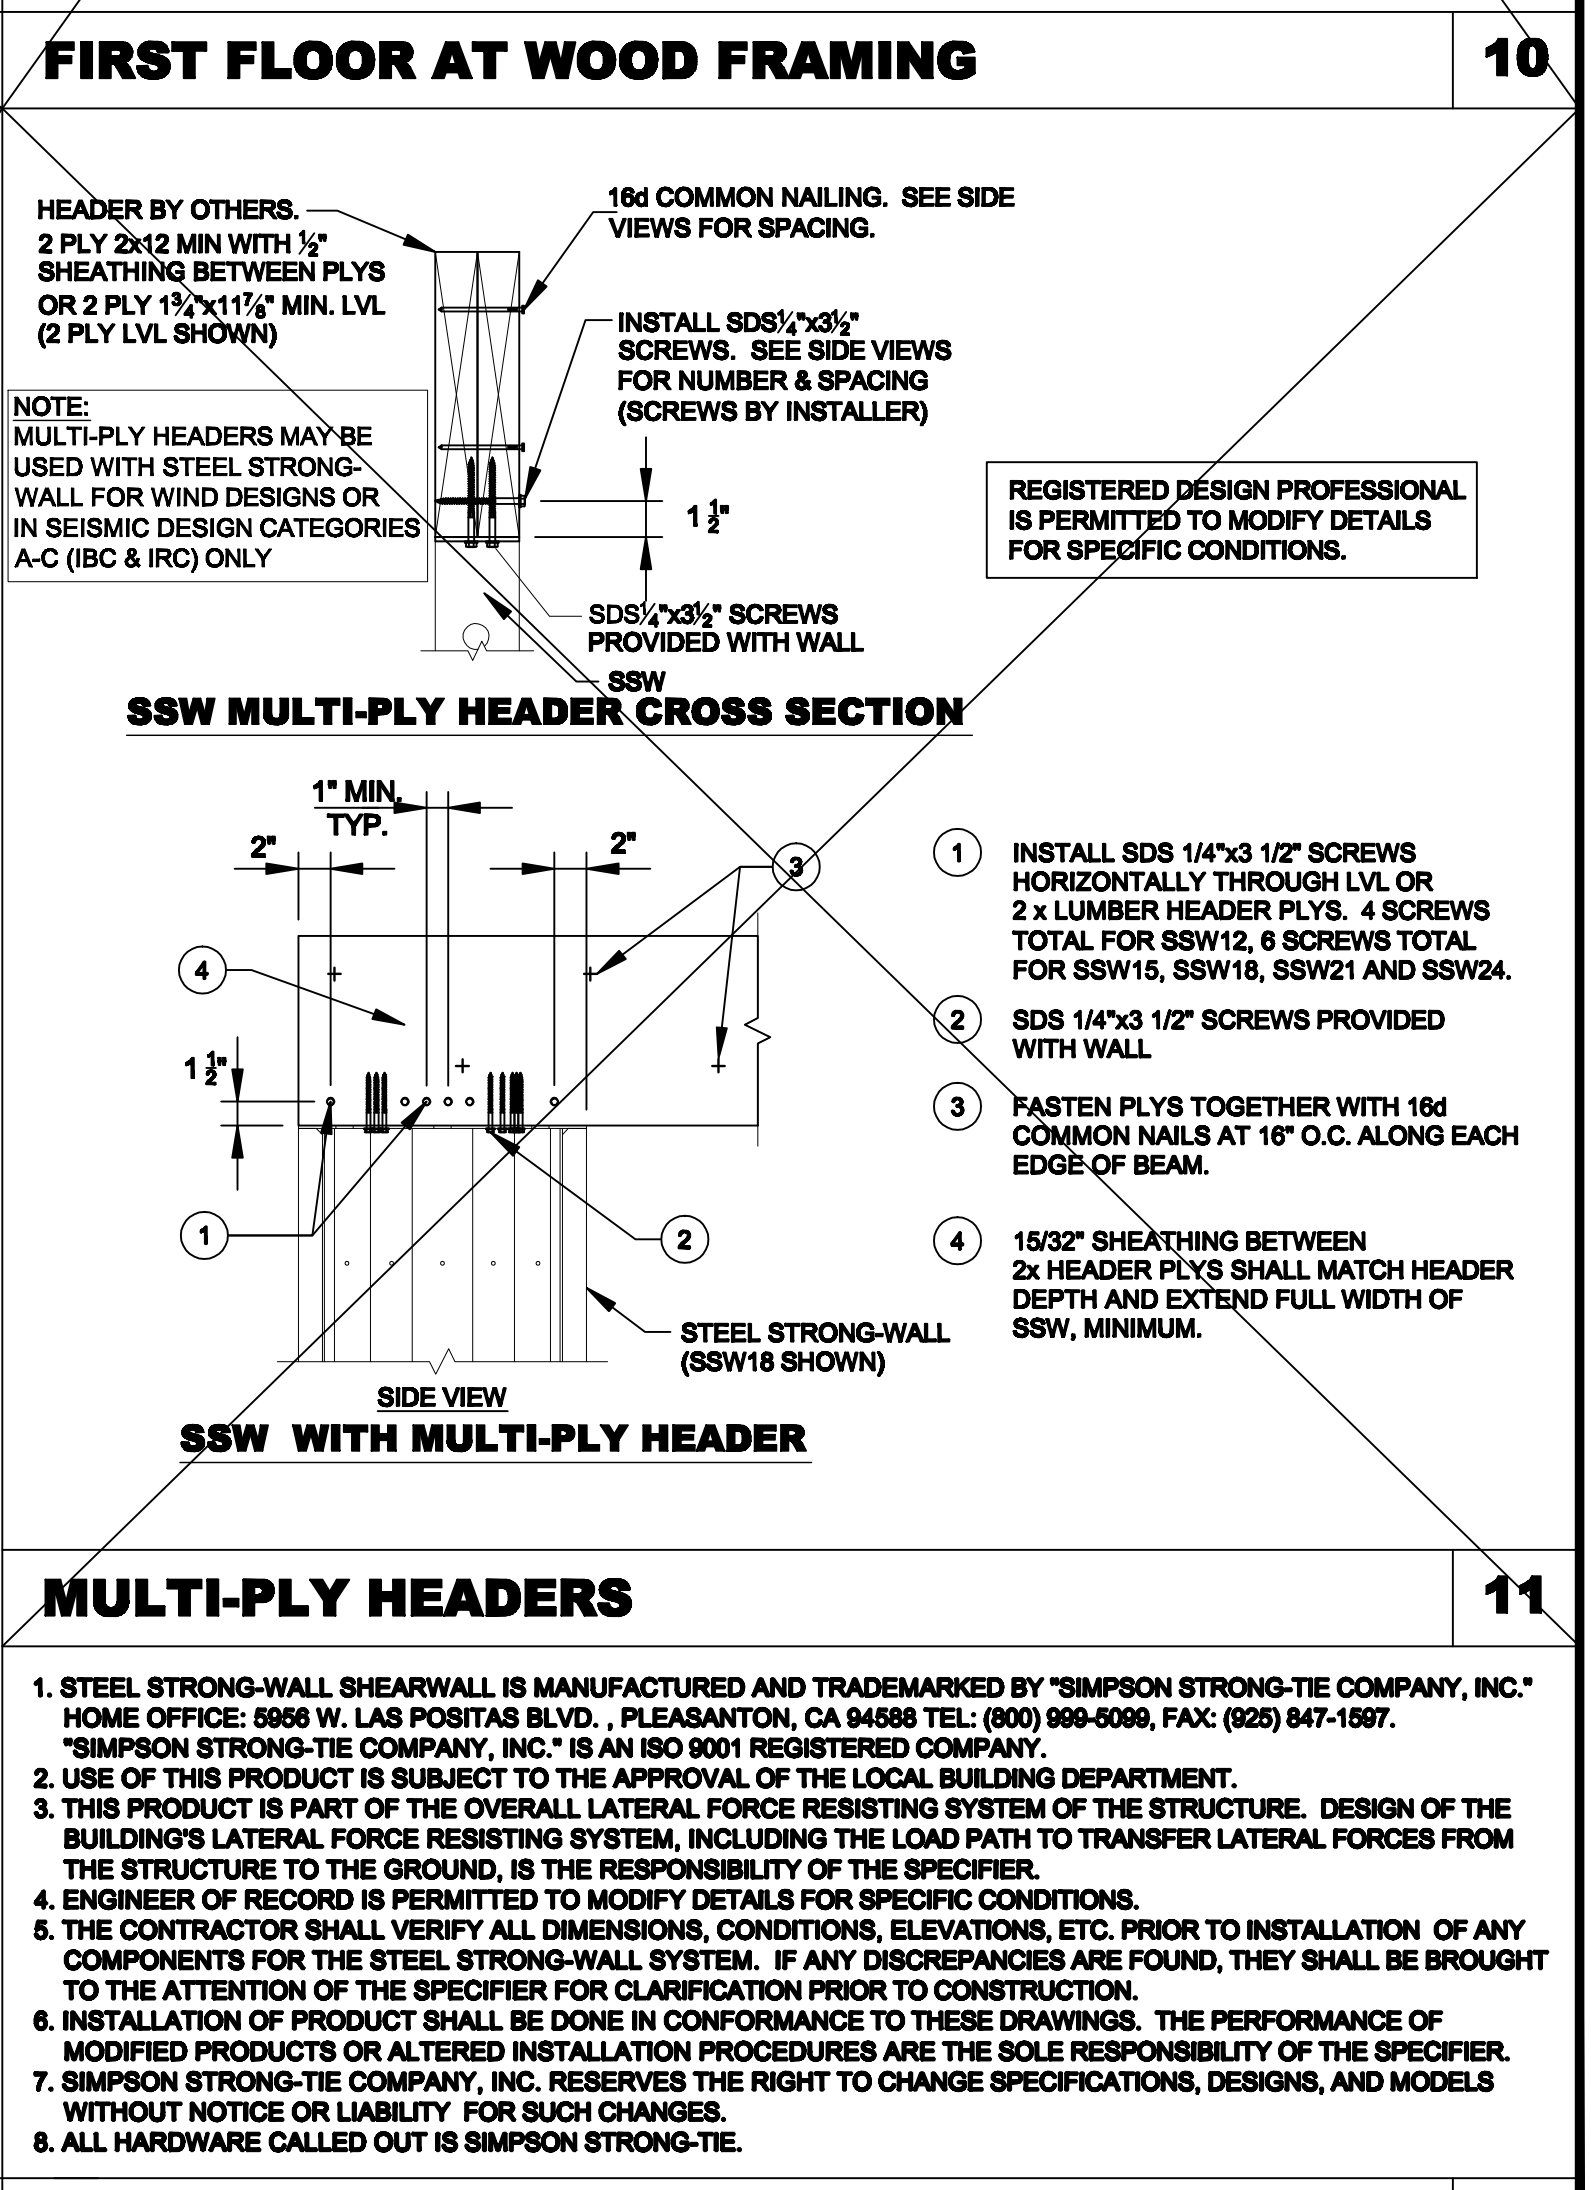 FIRST FLOOR AT WOOD FRAMING
10
HEADER BY OTHERS.
2 PLY 2x12 MIN WITH ½"
SHEATHING BETWEEN PLYS
OR 2 PLY 1¾"x11⅞" MIN. LVL
(2 PLY LVL SHOWN)
16d COMMON NAILING. SEE SIDE
VIEWS FOR SPACING.
INSTALL SDS¼"x3½"
SCREWS. SEE SIDE VIEWS
FOR NUMBER & SPACING
(SCREWS BY INSTALLER)
NOTE:
MULTI-PLY HEADERS MAY BE
USED WITH STEEL STRONG-
WALL FOR WIND DESIGNS OR
IN SEISMIC DESIGN CATEGORIES
A-C (IBC & IRC) ONLY
1 ½"
REGISTERED DESIGN PROFESSIONAL
IS PERMITTED TO MODIFY DETAILS
FOR SPECIFIC CONDITIONS.
SDS¼"x3½" SCREWS
PROVIDED WITH WALL
SSW
SSW MULTI-PLY HEADER CROSS SECTION
1" MIN.
TYP.
2"
2"
3
4
1 ½"
1
2
STEEL STRONG-WALL
(SSW18 SHOWN)
SIDE VIEW
SSW WITH MULTI-PLY HEADER
1 INSTALL SDS 1/4"x3 1/2" SCREWS
HORIZONTALLY THROUGH LVL OR
2 x LUMBER HEADER PLYS. 4 SCREWS
TOTAL FOR SSW12, 6 SCREWS TOTAL
FOR SSW15, SSW18, SSW21 AND SSW24.
2 SDS 1/4"x3 1/2" SCREWS PROVIDED
WITH WALL
3 FASTEN PLYS TOGETHER WITH 16d
COMMON NAILS AT 16" O.C. ALONG EACH
EDGE OF BEAM.
4 15/32" SHEATHING BETWEEN
2x HEADER PLYS SHALL MATCH HEADER
DEPTH AND EXTEND FULL WIDTH OF
SSW, MINIMUM.
MULTI-PLY HEADERS
11
1. STEEL STRONG-WALL SHEARWALL IS MANUFACTURED AND TRADEMARKED BY "SIMPSON STRONG-TIE COMPANY, INC."
HOME OFFICE: 5956 W. LAS POSITAS BLVD. , PLEASANTON, CA 94588 TEL: (800) 999-5099, FAX: (925) 847-1597.
"SIMPSON STRONG-TIE COMPANY, INC." IS AN ISO 9001 REGISTERED COMPANY.
2. USE OF THIS PRODUCT IS SUBJECT TO THE APPROVAL OF THE LOCAL BUILDING DEPARTMENT.
3. THIS PRODUCT IS PART OF THE OVERALL LATERAL FORCE RESISTING SYSTEM OF THE STRUCTURE. DESIGN OF THE
BUILDING'S LATERAL FORCE RESISTING SYSTEM, INCLUDING THE LOAD PATH TO TRANSFER LATERAL FORCES FROM
THE STRUCTURE TO THE GROUND, IS THE RESPONSIBILITY OF THE SPECIFIER.
4. ENGINEER OF RECORD IS PERMITTED TO MODIFY DETAILS FOR SPECIFIC CONDITIONS.
5. THE CONTRACTOR SHALL VERIFY ALL DIMENSIONS, CONDITIONS, ELEVATIONS, ETC. PRIOR TO INSTALLATION OF ANY
COMPONENTS FOR THE STEEL STRONG-WALL SYSTEM. IF ANY DISCREPANCIES ARE FOUND, THEY SHALL BE BROUGHT
TO THE ATTENTION OF THE SPECIFIER FOR CLARIFICATION PRIOR TO CONSTRUCTION.
6. INSTALLATION OF PRODUCT SHALL BE DONE IN CONFORMANCE TO THESE DRAWINGS. THE PERFORMANCE OF
MODIFIED PRODUCTS OR ALTERED INSTALLATION PROCEDURES ARE THE SOLE RESPONSIBILITY OF THE SPECIFIER.
7. SIMPSON STRONG-TIE COMPANY, INC. RESERVES THE RIGHT TO CHANGE SPECIFICATIONS, DESIGNS, AND MODELS
WITHOUT NOTICE OR LIABILITY FOR SUCH CHANGES.
8. ALL HARDWARE CALLED OUT IS SIMPSON STRONG-TIE.